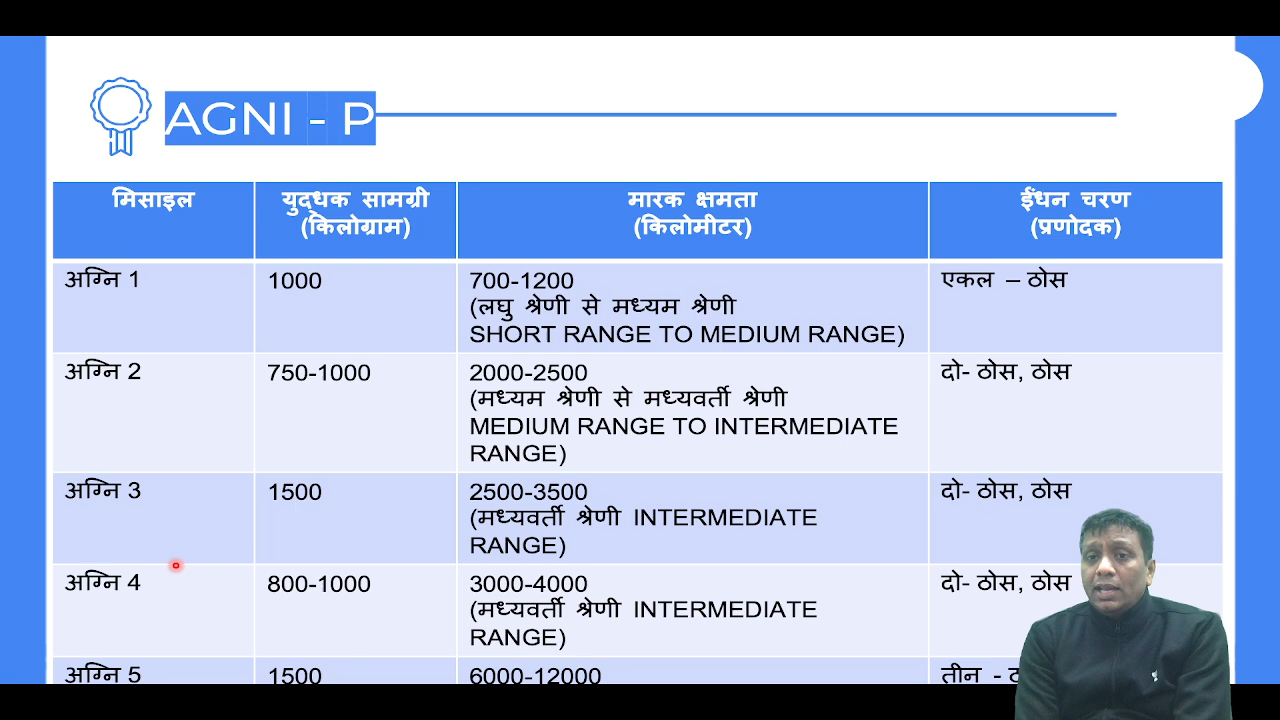 AGNI - P
मिसाइल युद्धक सामग्री (किलोग्राम) मारक क्षमता (किलोमीटर) ईंधन चरण (प्रणोदक)
अग्नि 1 1000 700-1200 एकल – ठोस
(लघु श्रेणी से मध्यम श्रेणी
SHORT RANGE TO MEDIUM RANGE)
अग्नि 2 750-1000 2000-2500 दो- ठोस, ठोस
(मध्यम श्रेणी से मध्यवर्ती श्रेणी
MEDIUM RANGE TO INTERMEDIATE
RANGE)
अग्नि 3 1500 2500-3500 दो- ठोस, ठोस
(मध्यवर्ती श्रेणी INTERMEDIATE
RANGE)
अग्नि 4 800-1000 3000-4000 दो- ठोस, ठोस
(मध्यवर्ती श्रेणी INTERMEDIATE
RANGE)
अग्नि 5 1500 6000-12000 तीन -